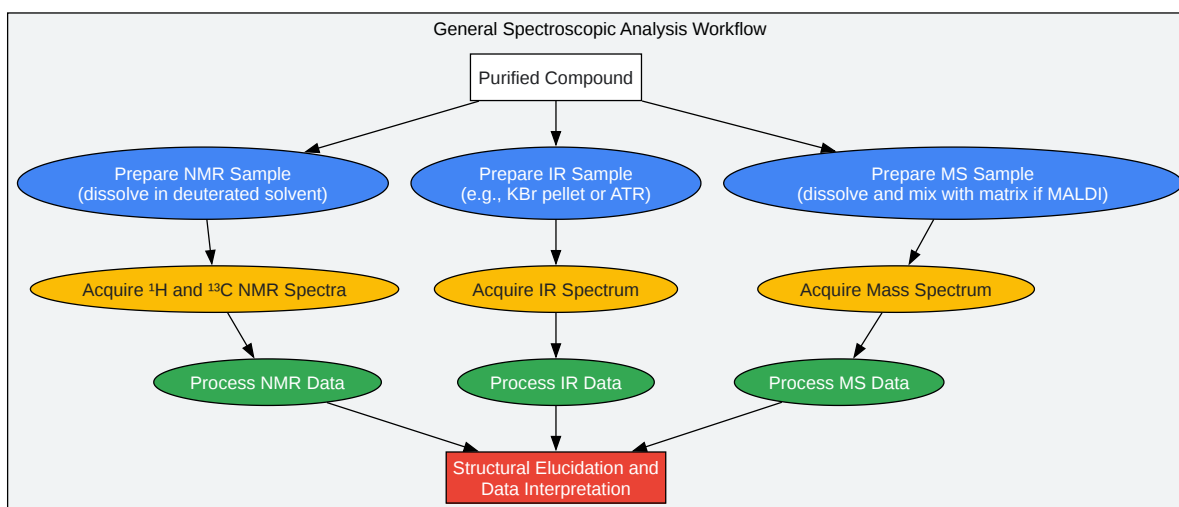 General Spectroscopic Analysis Workflow
Purified Compound
Prepare NMR Sample
(dissolve in deuterated solvent)
Prepare IR Sample
(e.g., KBr pellet or ATR)
Prepare MS Sample
(dissolve and mix with matrix if MALDI)
Acquire ¹H and ¹³C NMR Spectra
Acquire IR Spectrum
Acquire Mass Spectrum
Process NMR Data
Process IR Data
Process MS Data
Structural Elucidation and
Data Interpretation